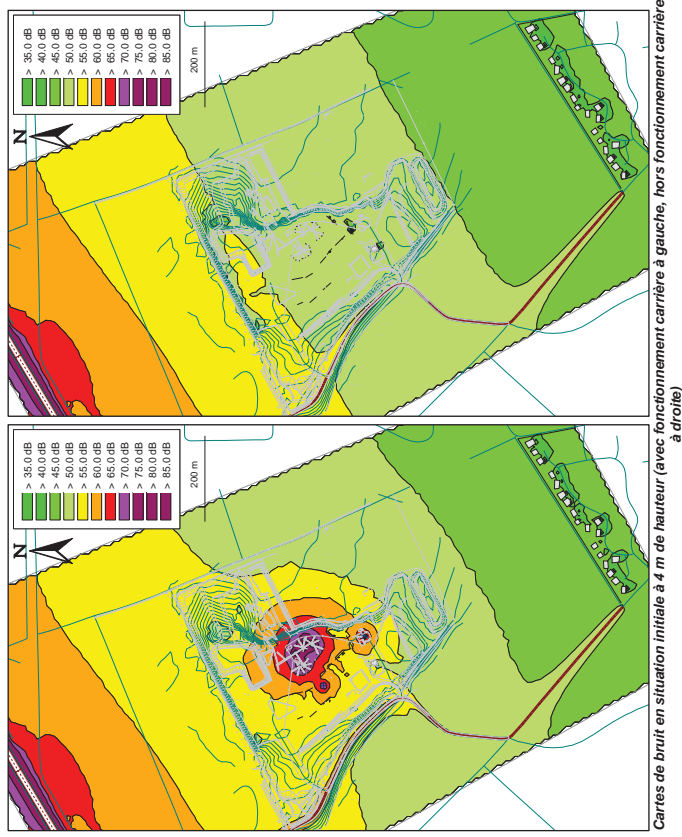 > 35.0 dB
> 40.0 dB
> 45.0 dB
> 50.0 dB
> 55.0 dB
> 60.0 dB
> 65.0 dB
> 70.0 dB
> 75.0 dB
> 80.0 dB
> 85.0 dB
N
200 m
> 35.0 dB
> 40.0 dB
> 45.0 dB
> 50.0 dB
> 55.0 dB
> 60.0 dB
> 65.0 dB
> 70.0 dB
> 75.0 dB
> 80.0 dB
> 85.0 dB
N
200 m
Cartes de bruit en situation initiale à 4 m de hauteur (avec fonctionnement carrière à gauche, hors fonctionnement carrière
à droite)